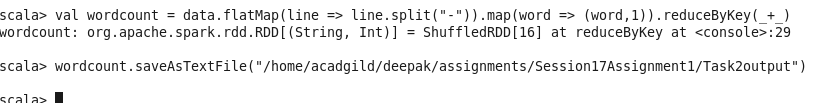 scala> val wordcount = data.flatMap(line => line.split("-")).map(word => (word,1)).reduceByKey(_+_)
wordcount: org.apache.spark.rdd.RDD[(String, Int)] = ShuffledRDD[16] at reduceByKey at <console>:29
scala> wordcount.saveAsTextFile("/home/acadgild/deepak/assignments/Session17Assignment1/Task2output")
scala>